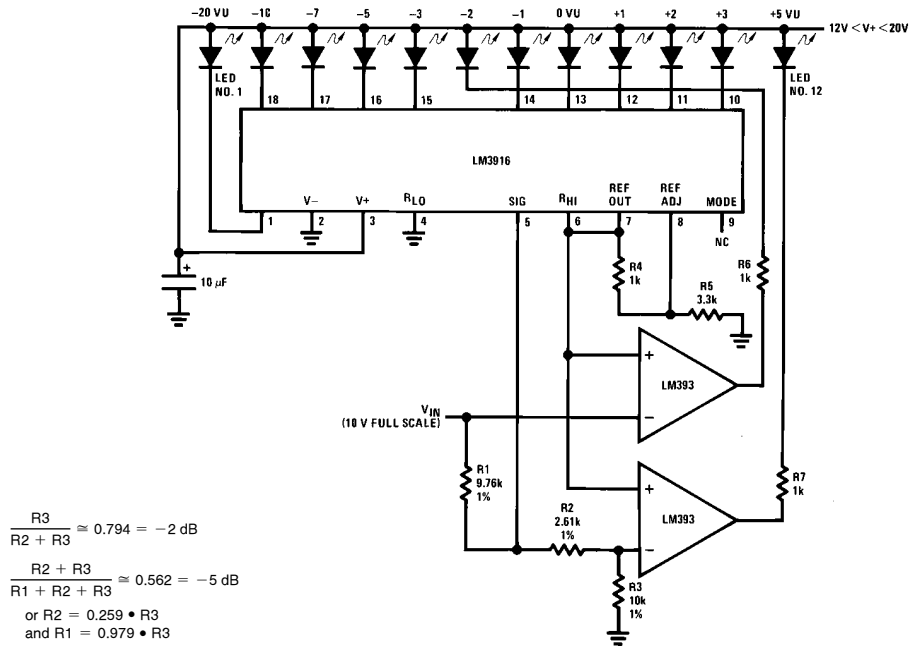 -20 VU -10 -7 -5 -3 -2 -1 0 VU +1 +2 +3 +5 VU
12V < V+ < 20V
LED
NO. 1
LED
NO. 12
18 17 16 15 14 13 12 11 10
LM3916
V- V+ RLO SIG RHI REF OUT REF ADJ MODE
1 2 3 4 5 6 7 8 9
NC
+
10 μF
R4
1k
R5
3.3k
R6
1k
+
LM393
-
VIN
(10 V FULL SCALE)
R1
9.76k
1%
R2
2.61k
1%
+
LM393
-
R7
1k
R3
10k
1%
R3
R2 + R3
≅ 0.794 = -2 dB
R2 + R3
R1 + R2 + R3
≅ 0.562 = -5 dB
or R2 = 0.259 • R3
and R1 = 0.979 • R3